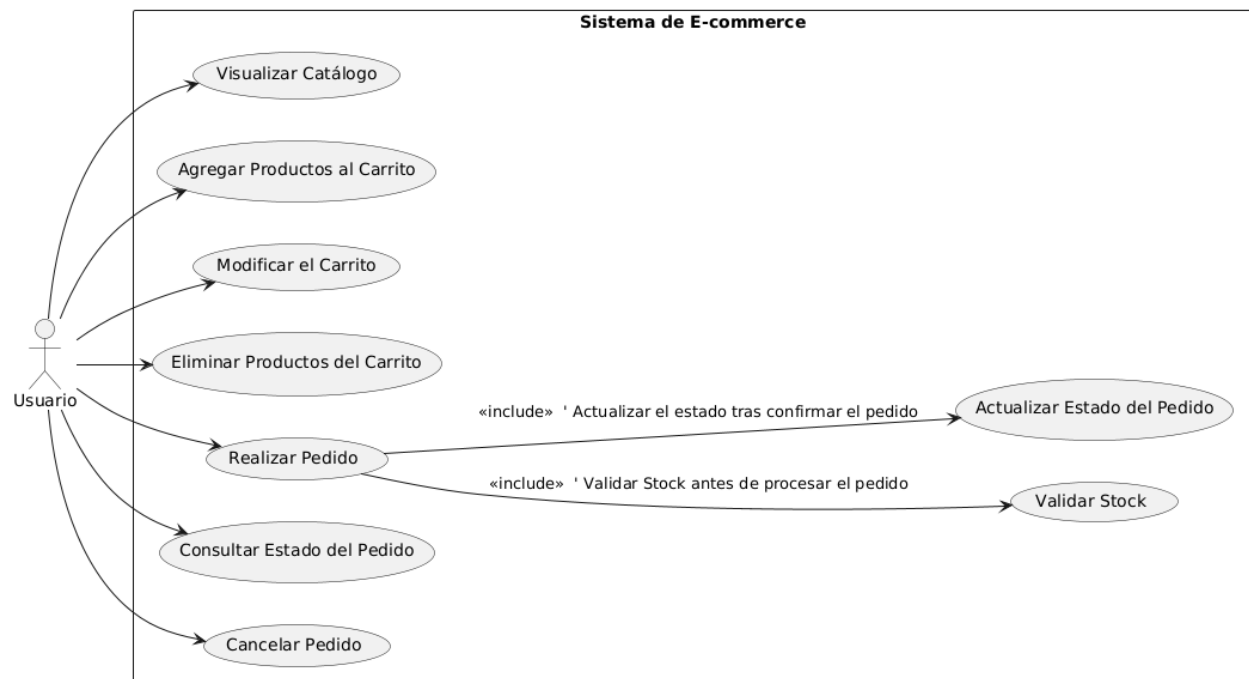 Sistema de E-commerce
Visualizar Catálogo
Agregar Productos al Carrito
Modificar el Carrito
Eliminar Productos del Carrito
Usuario
«include»  ' Actualizar el estado tras confirmar el pedido
Actualizar Estado del Pedido
Realizar Pedido
«include»  ' Validar Stock antes de procesar el pedido
Validar Stock
Consultar Estado del Pedido
Cancelar Pedido